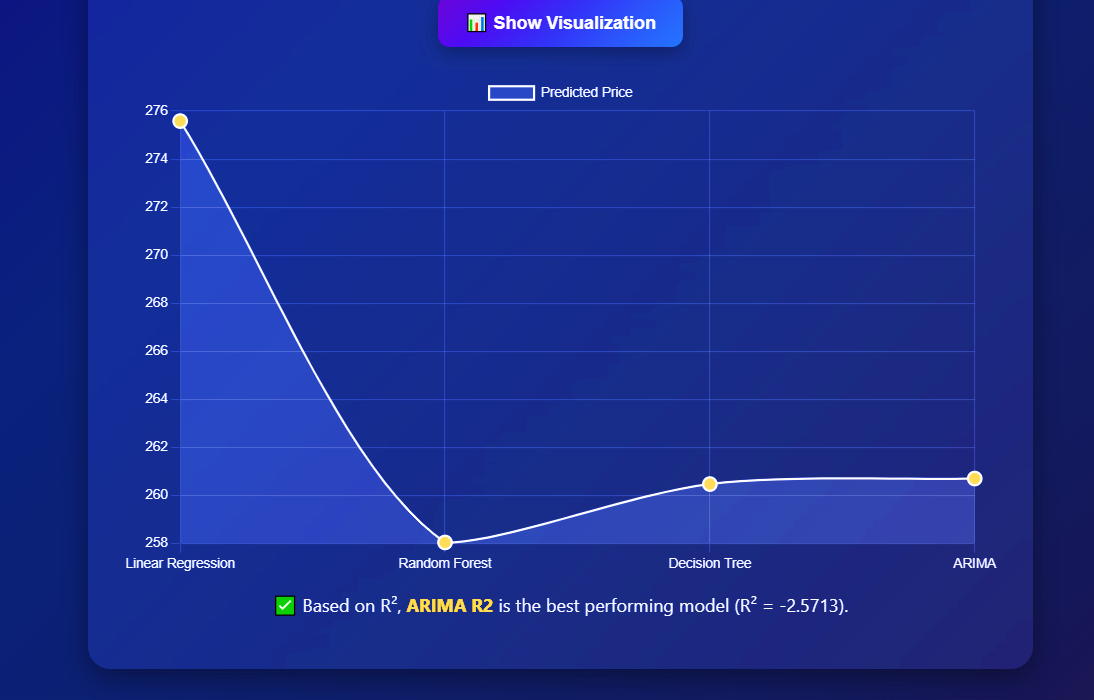 📊 Show Visualization
Predicted Price
276
274
272
270
268
266
264
262
260
258
Linear Regression Random Forest Decision Tree ARIMA
✅ Based on R², ARIMA R2 is the best performing model (R² = -2.5713).